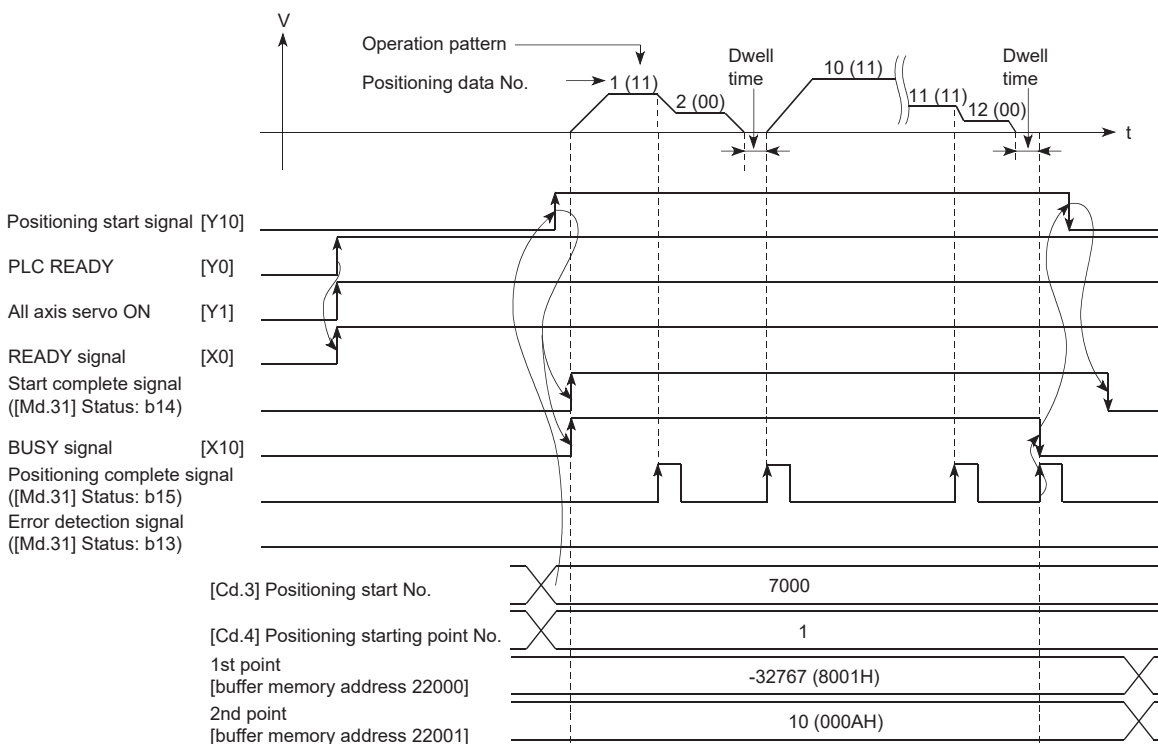 V
Operation pattern
Dwell
time
Dwell
time
Positioning data No.
1 (11)
2 (00)
10 (11)
11 (11)
12 (00)
t
Positioning start signal [Y10]
PLC READY [Y0]
All axis servo ON [Y1]
READY signal [X0]
Start complete signal
([Md.31] Status: b14)
BUSY signal [X10]
Positioning complete signal
([Md.31] Status: b15)
Error detection signal
([Md.31] Status: b13)
[Cd.3] Positioning start No. 7000
[Cd.4] Positioning starting point No. 1
1st point
[buffer memory address 22000] -32767 (8001H)
2nd point
[buffer memory address 22001] 10 (000AH)